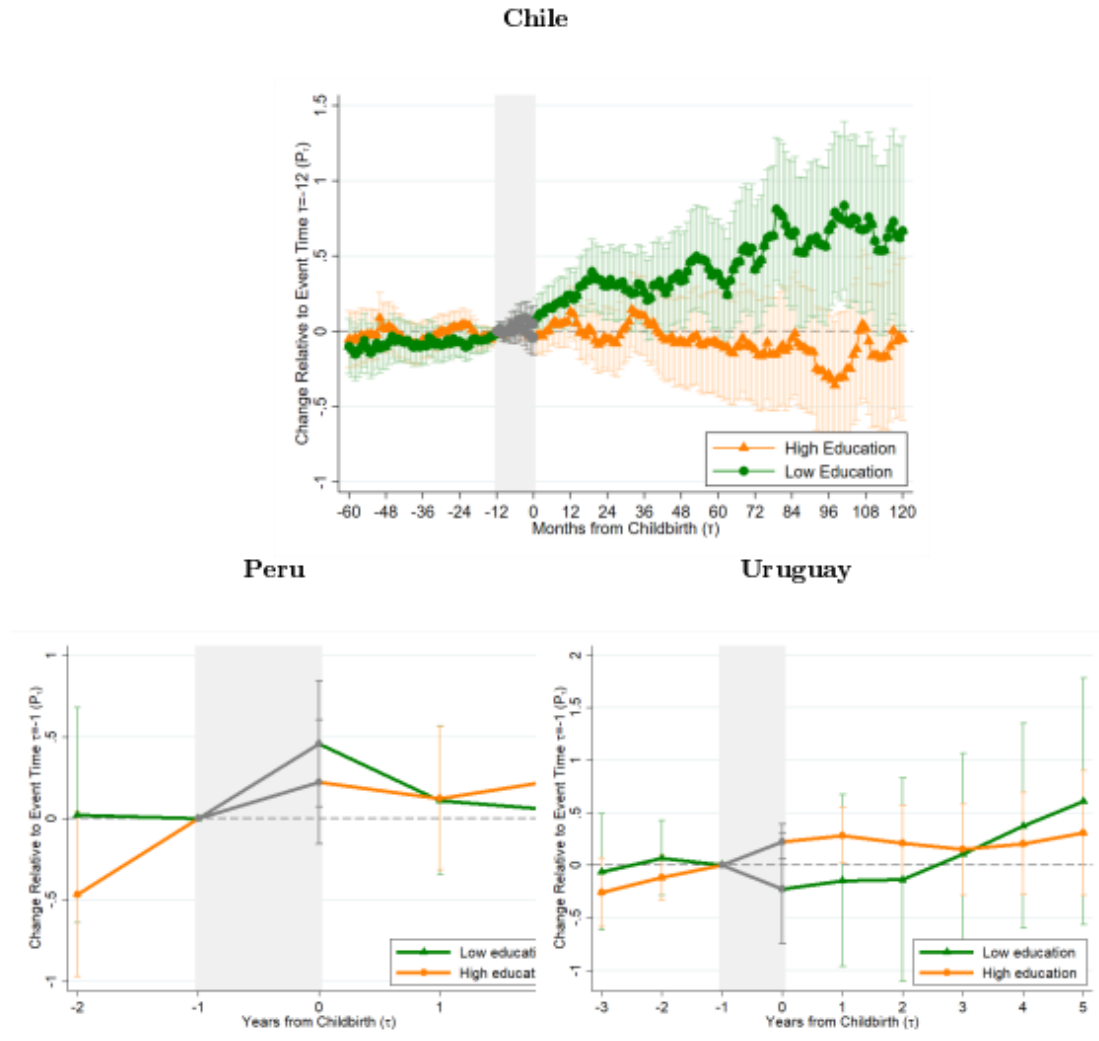 Chile
Change Relative to Event Time τ=-12 (Pτ)
1.5
1
.5
0
-.5
-1
-60 -48 -36 -24 -12 0 12 24 36 48 60 72 84 96 108 120
Months from Childbirth (τ)
High Education
Low Education
Peru
Change Relative to Event Time τ=-1 (Pτ)
1
.5
0
-.5
-1
-2 -1 0 1
Years from Childbirth (τ)
Low educati
High educat
Uruguay
Change Relative to Event Time τ=-1 (Pτ)
2
1.5
1
.5
0
-.5
-1
-3 -2 -1 0 1 2 3 4 5
Years from Childbirth (τ)
Low education
High education